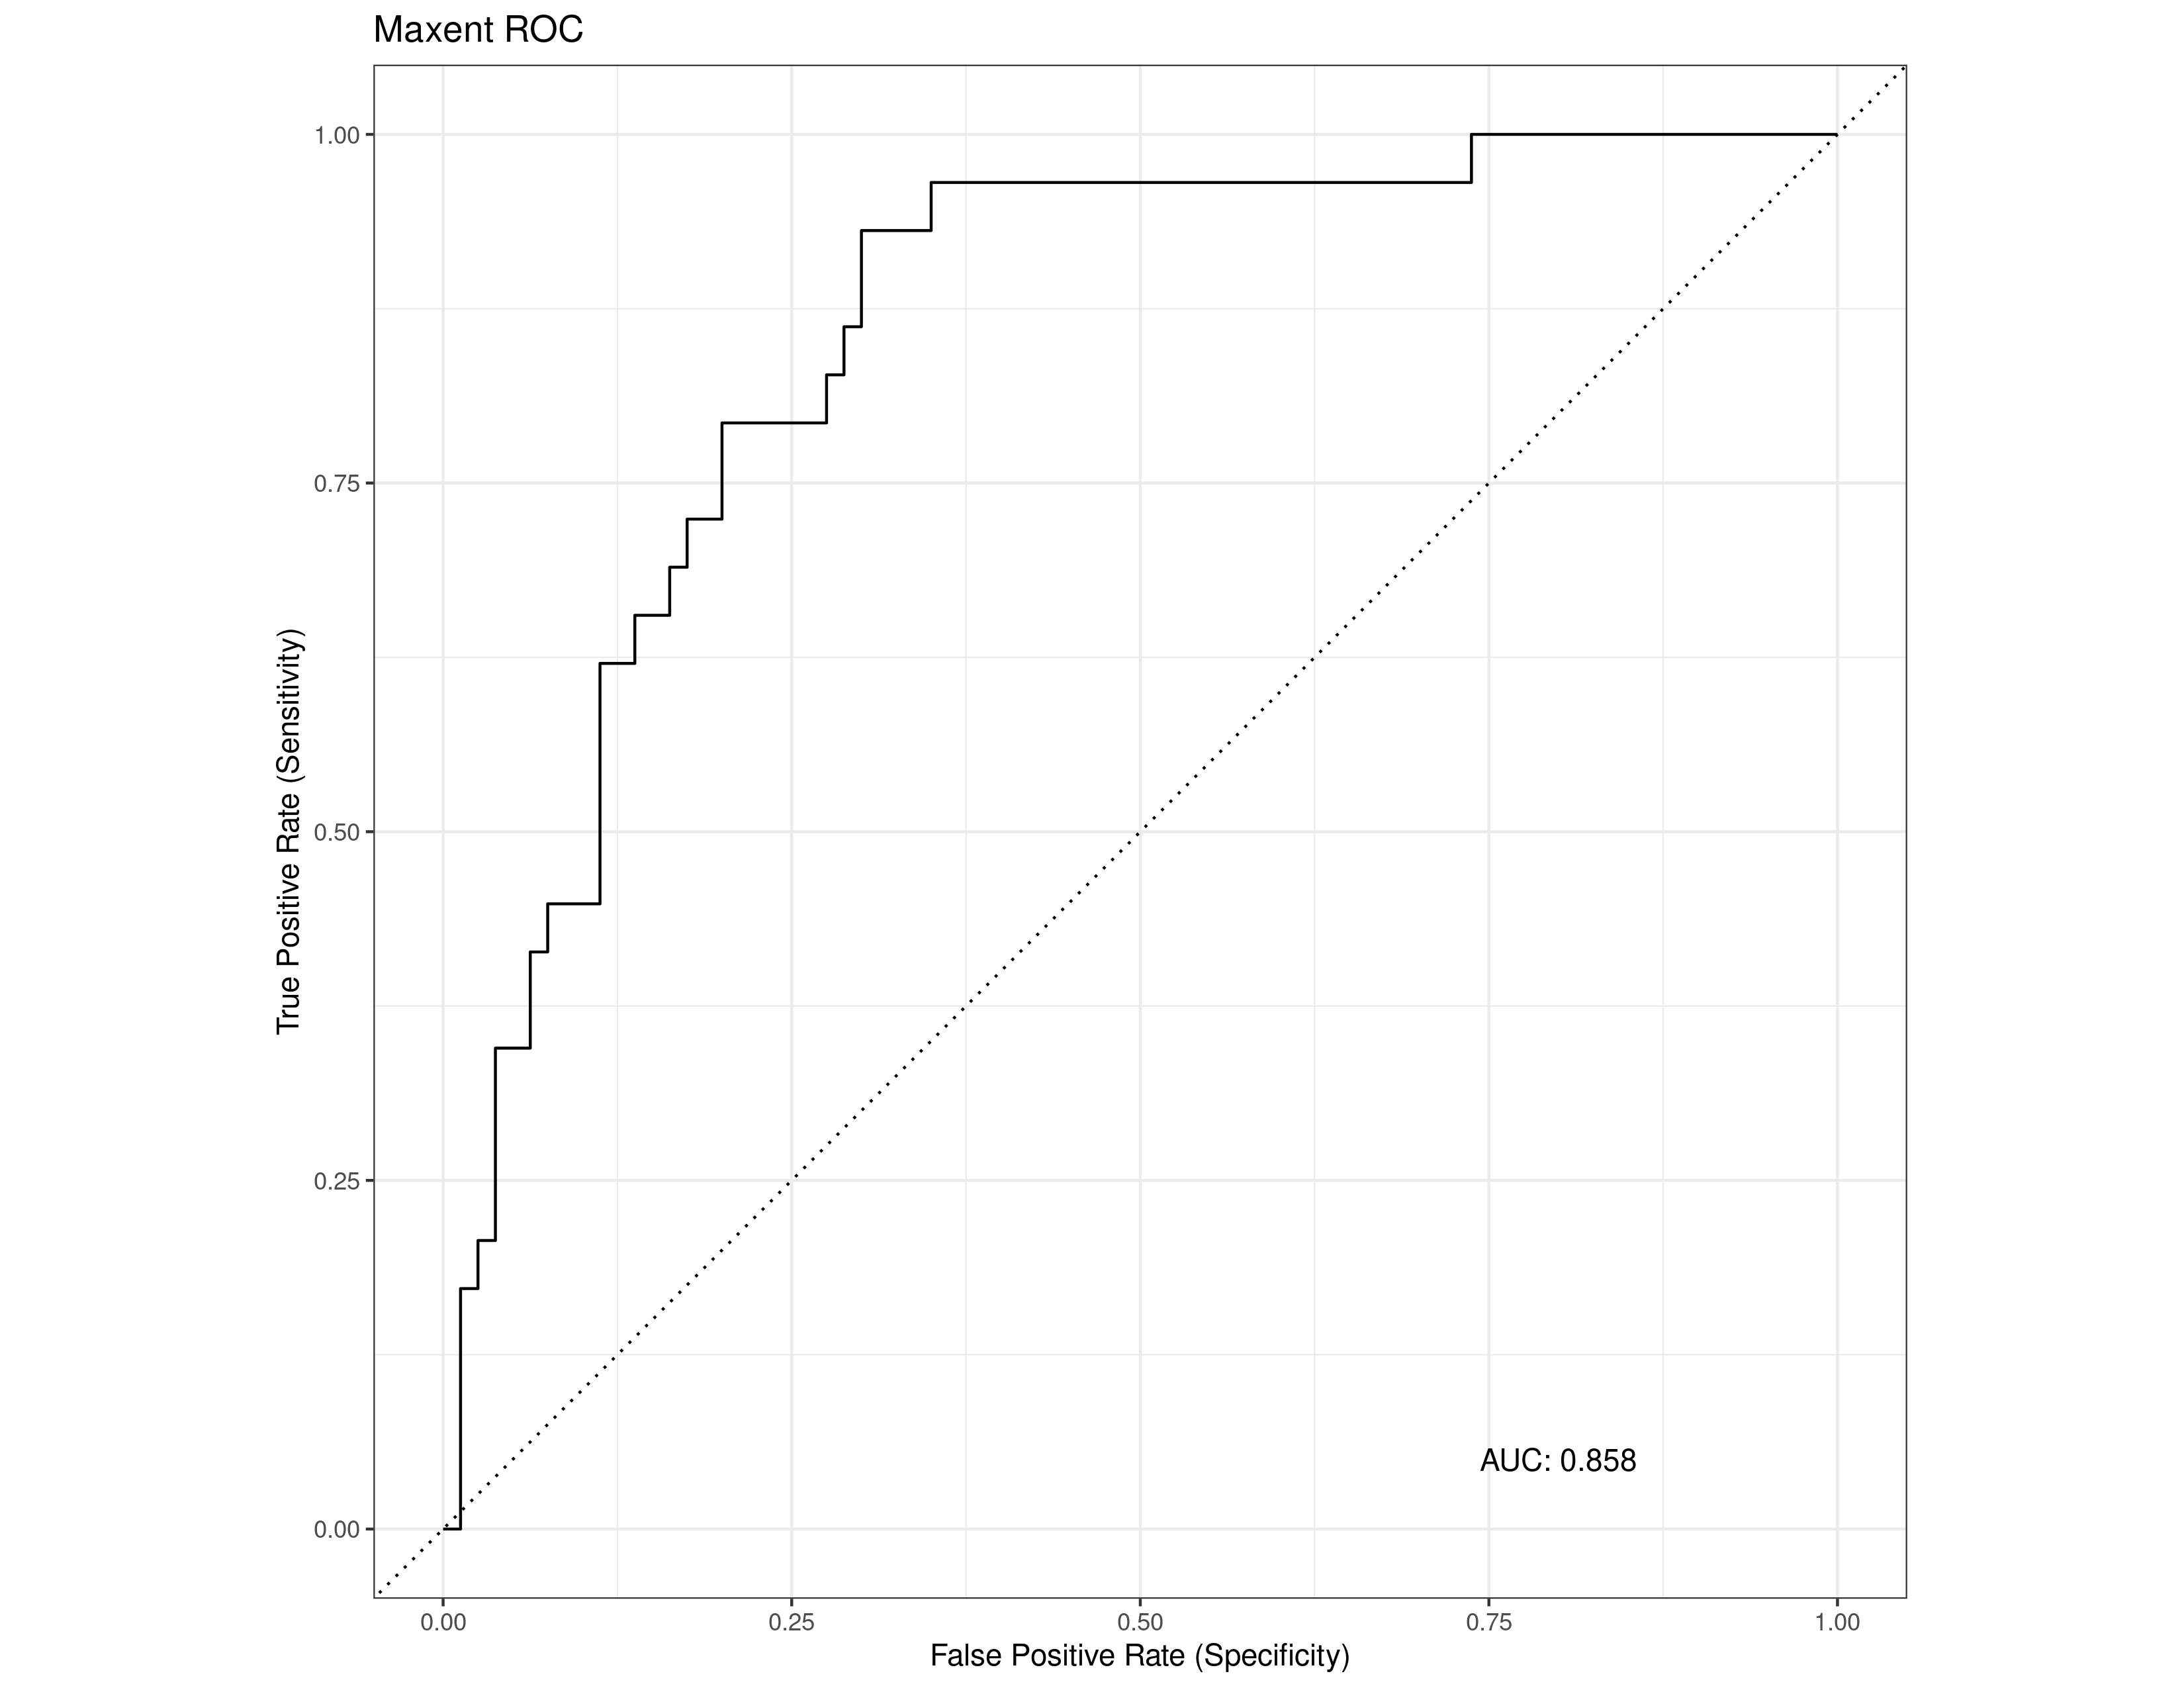 Maxent ROC
1.00
0.75
0.50
0.25
0.00
True Positive Rate (Sensitivity)
AUC: 0.858
0.00 0.25 0.50 0.75 1.00
False Positive Rate (Specificity)